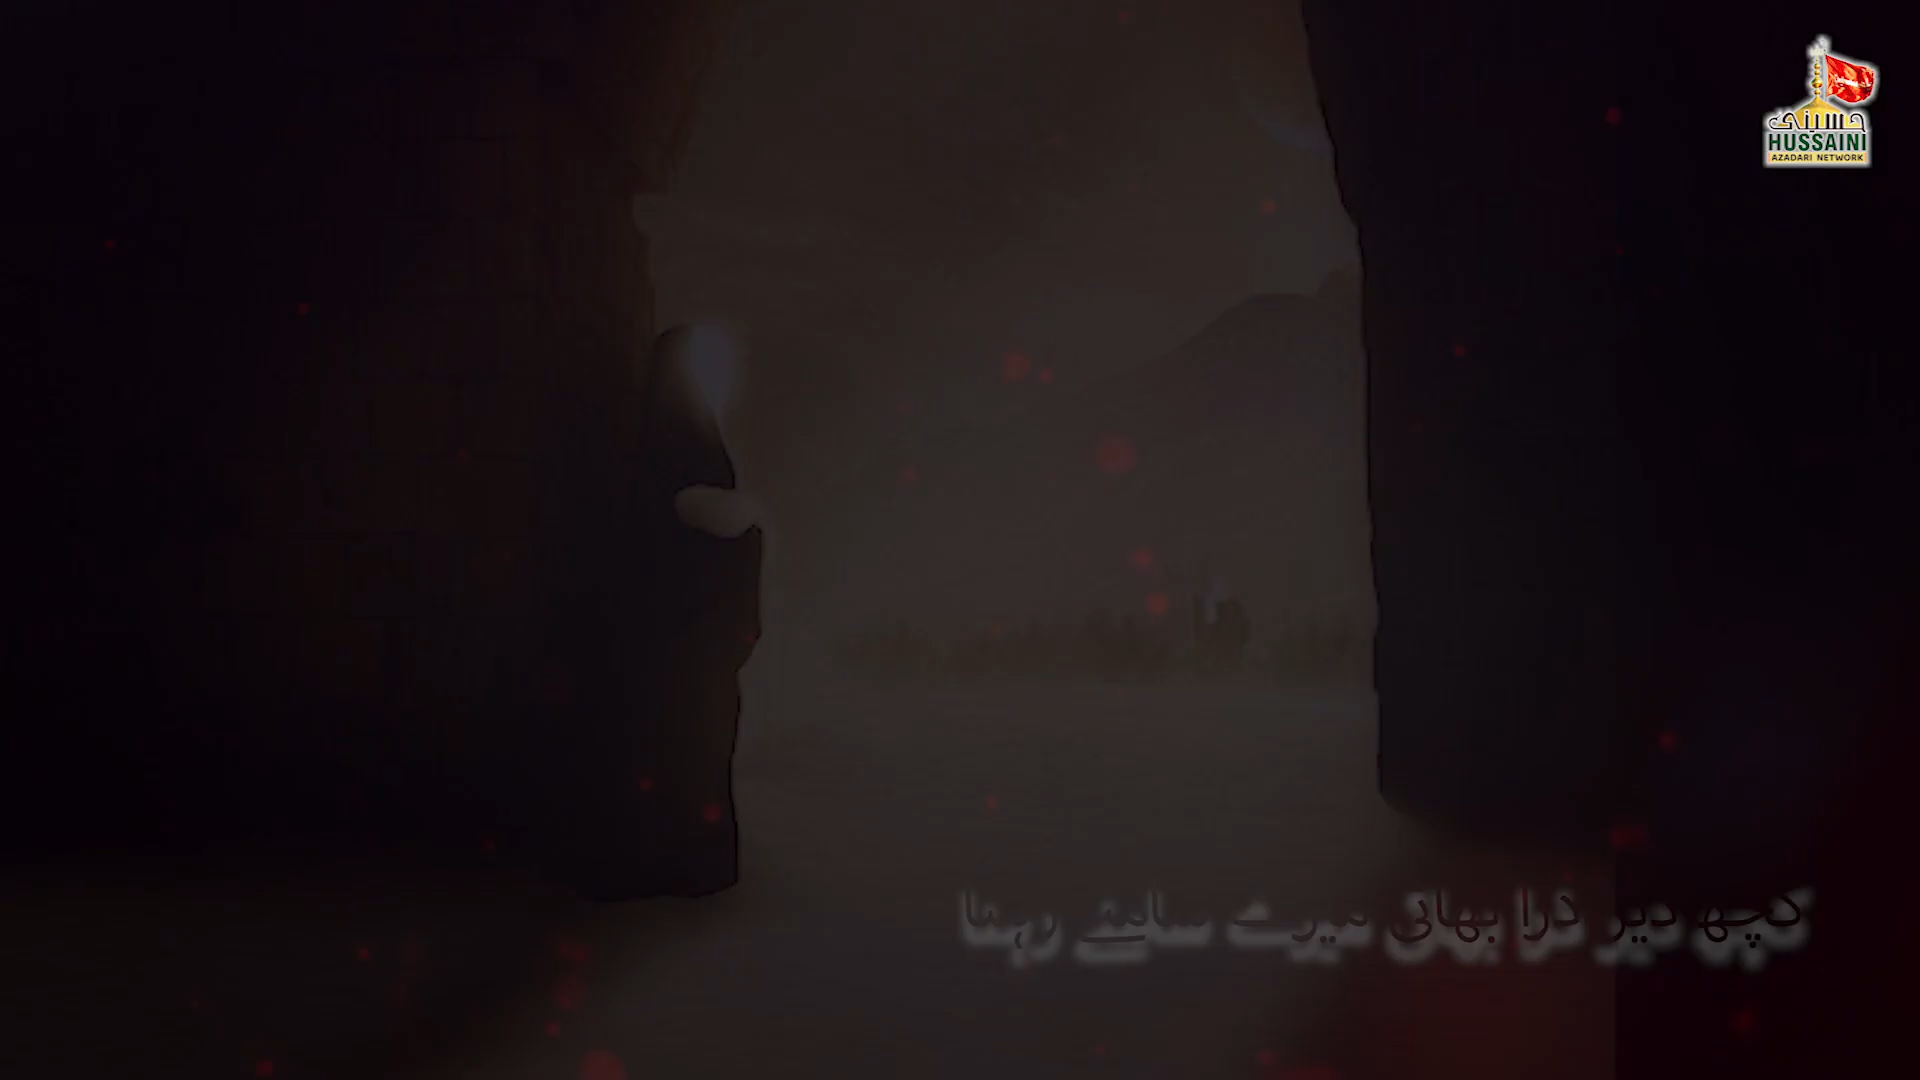 حسینی
HUSSAINI
AZADARI NETWORK
کچھ دیر ذرا بھائی میرے سامنے رہنا